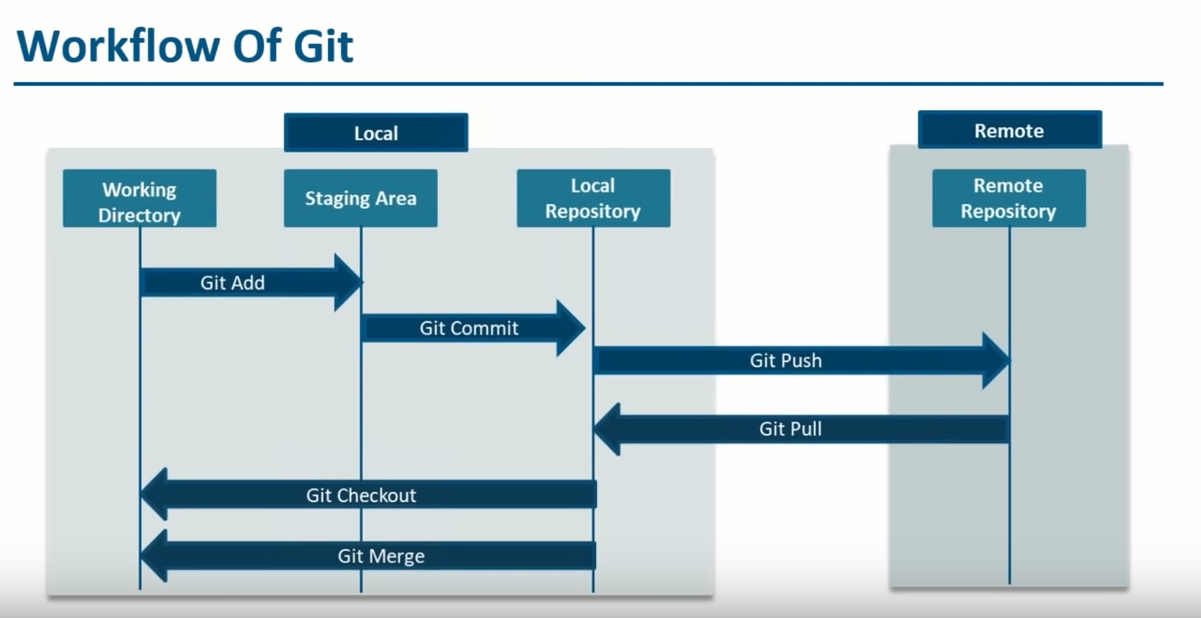 Workflow Of Git
Local
Remote
Working
Directory
Staging Area
Local
Repository
Remote
Repository
Git Add
Git Commit
Git Push
Git Pull
Git Checkout
Git Merge